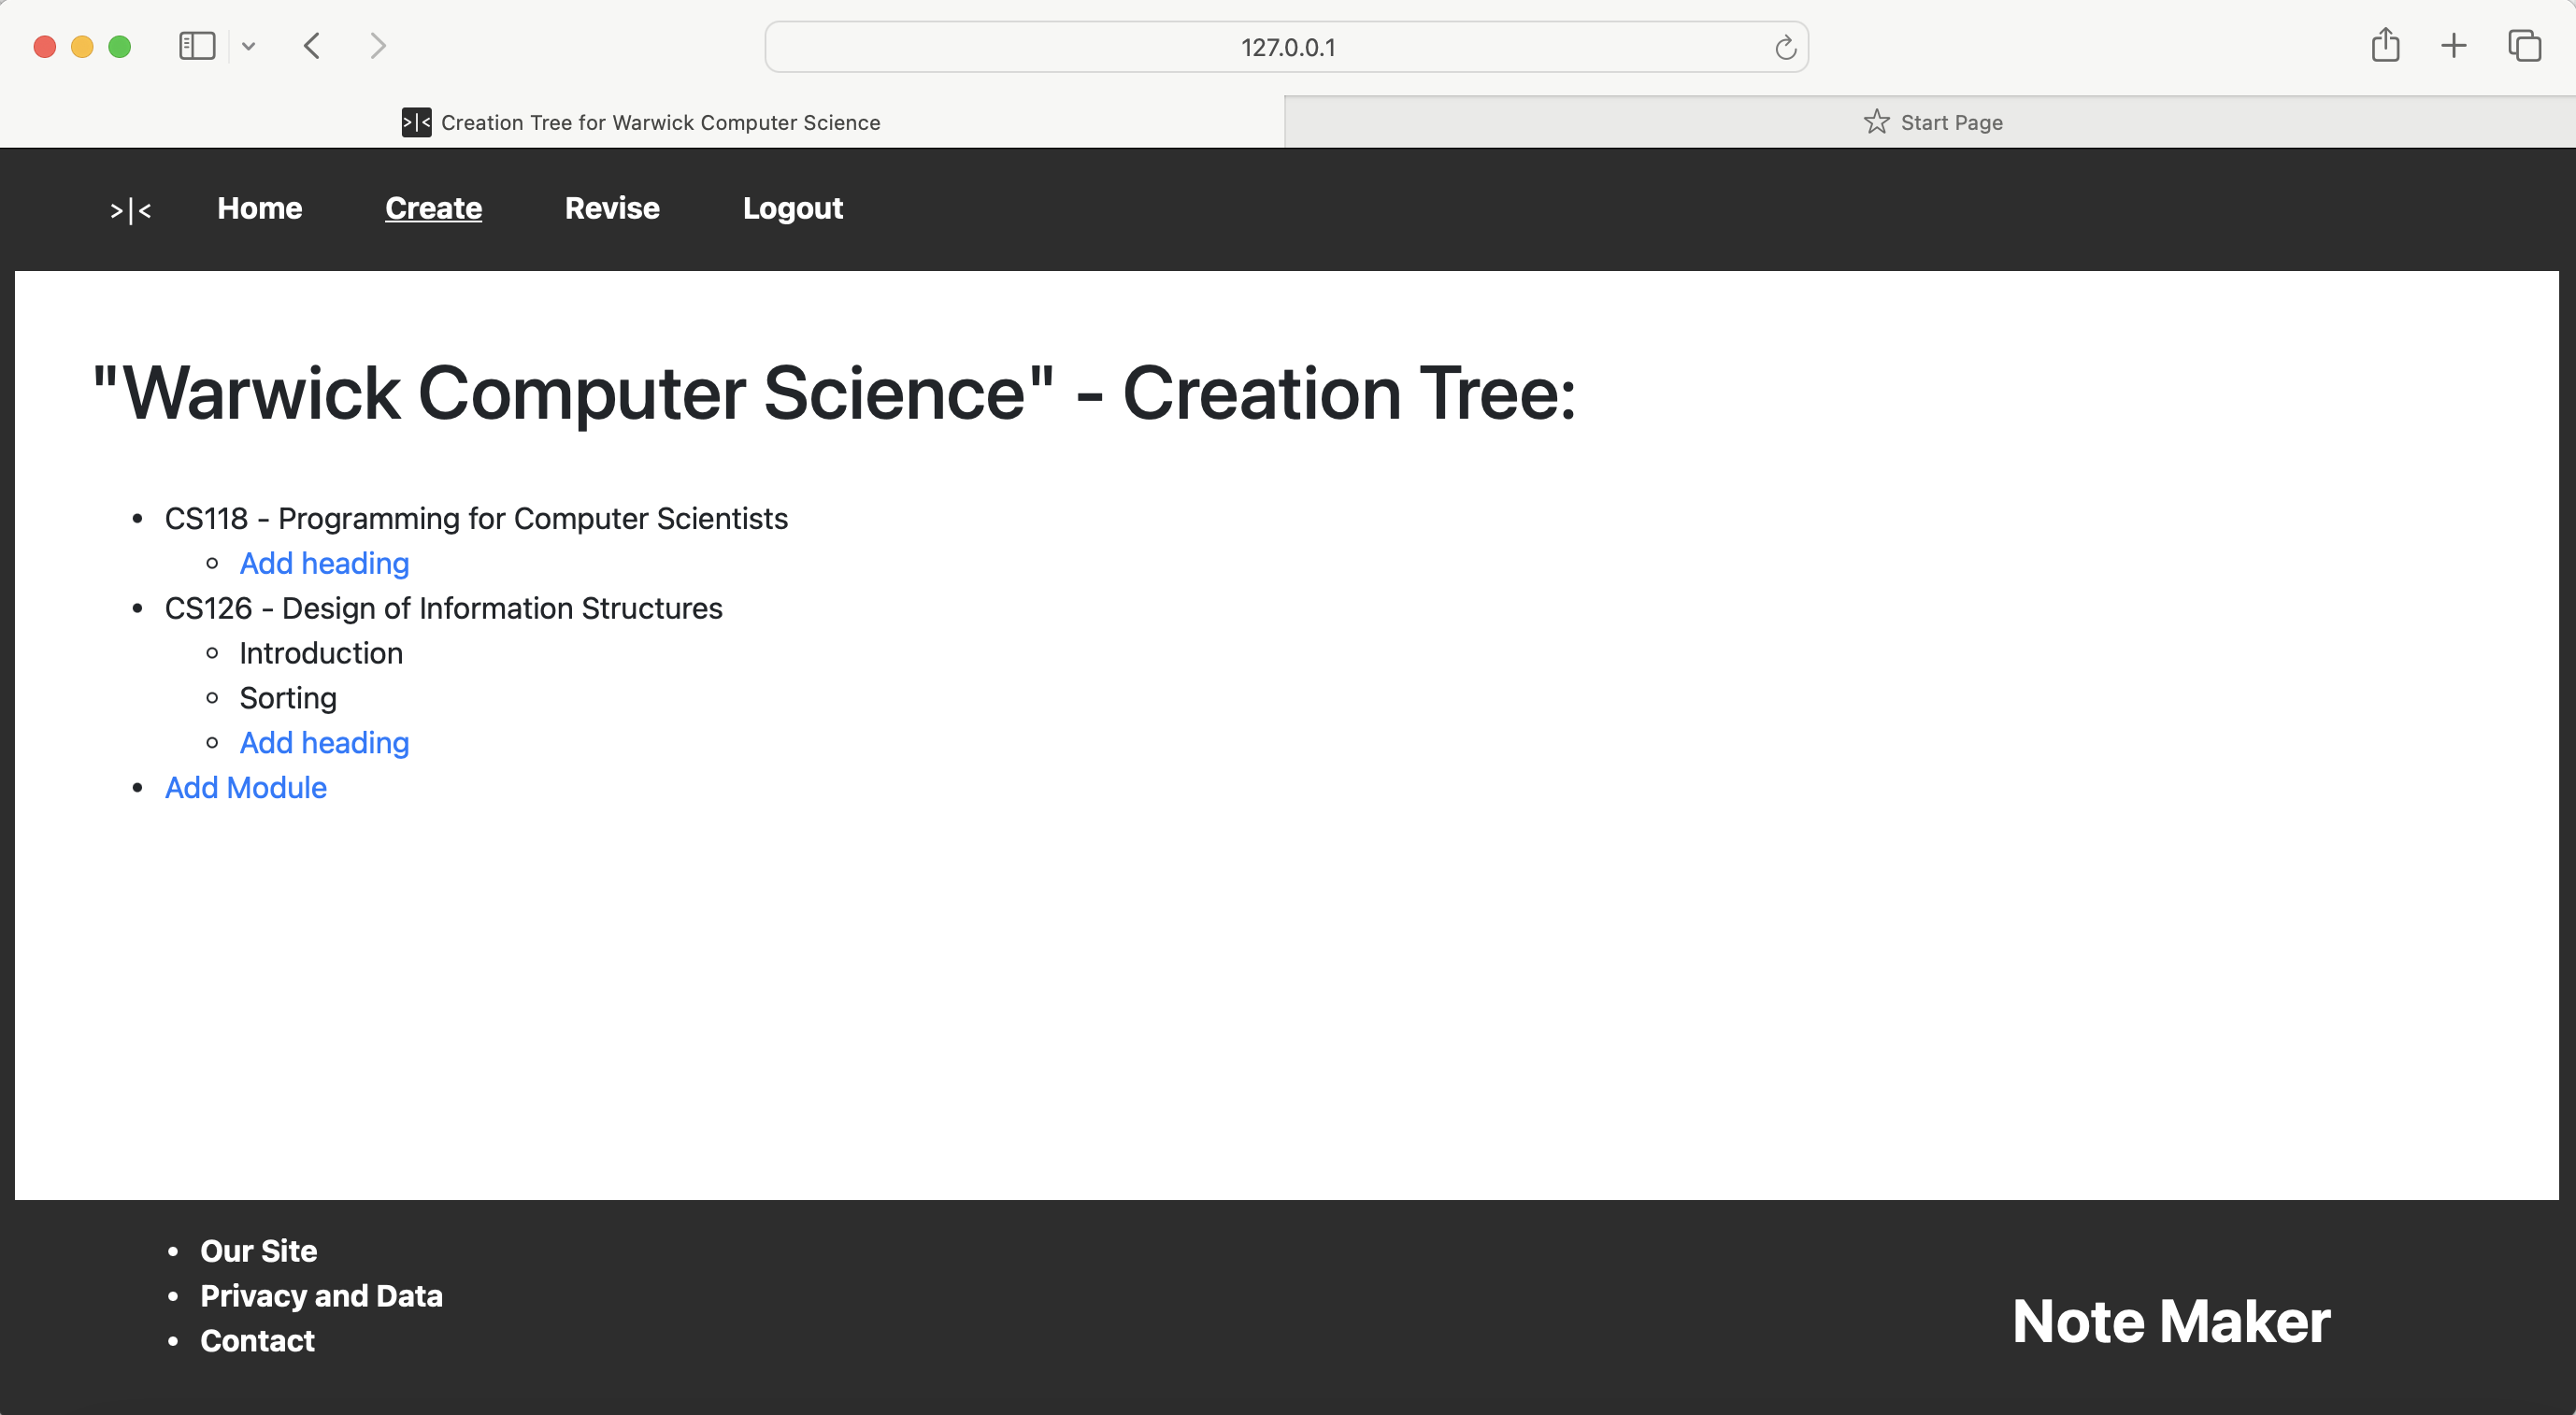 127.0.0.1
>|< Creation Tree for Warwick Computer Science
Start Page
>|< Home Create Revise Logout
"Warwick Computer Science" - Creation Tree:
CS118 - Programming for Computer Scientists
Add heading
CS126 - Design of Information Structures
Introduction
Sorting
Add heading
Add Module
Our Site
Privacy and Data
Contact
Note Maker